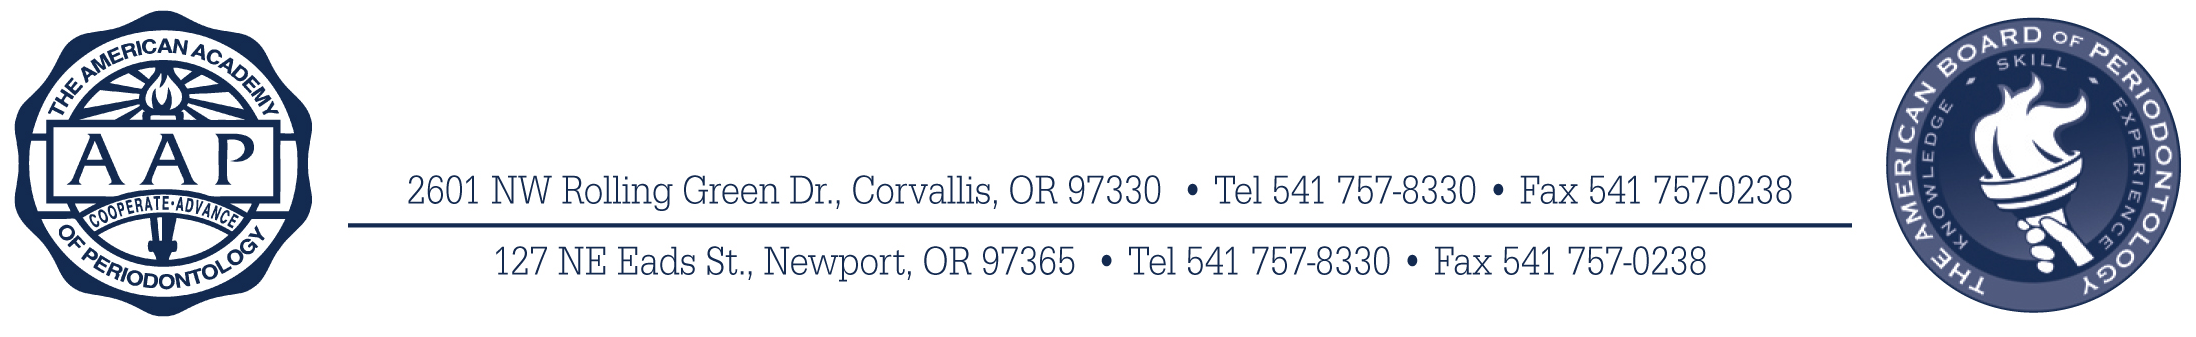 THE AMERICAN ACADEMY
AAP
COOPERATE·ADVANCE
OF PERIODONTOLOGY
2601 NW Rolling Green Dr., Corvallis, OR 97330 • Tel 541 757-8330 • Fax 541 757-0238
127 NE Eads St., Newport, OR 97365 • Tel 541 757-8330 • Fax 541 757-0238
THE AMERICAN BOARD OF PERIODONTOLOGY
KNOWLEDGE • SKILL • EXPERIENCE